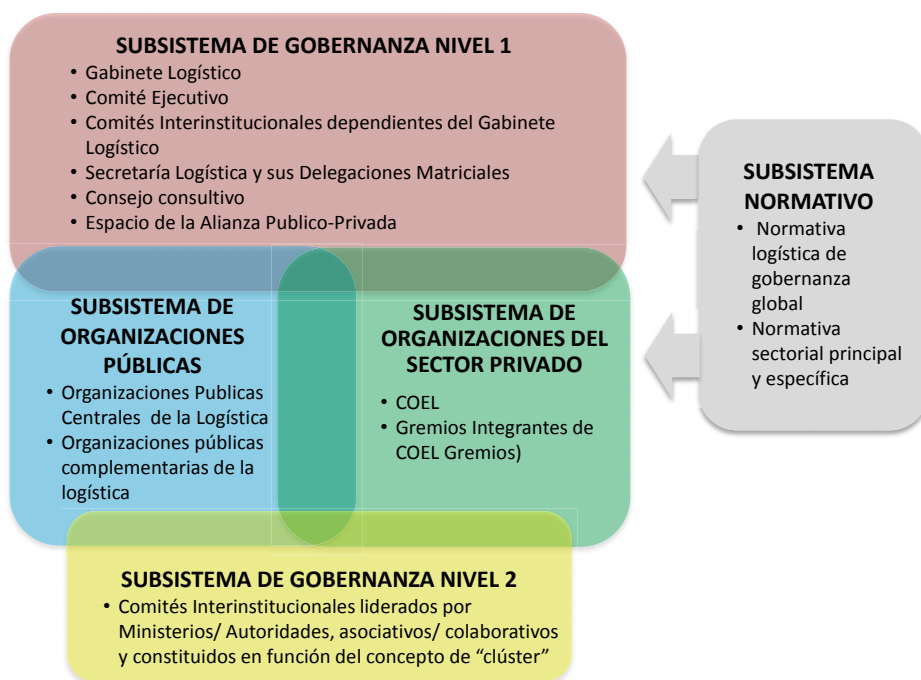 SUBSISTEMA DE GOBERNANZA NIVEL 1
• Gabinete Logístico
• Comité Ejecutivo
• Comités Interinstitucionales dependientes del Gabinete
Logístico
• Secretaría Logística y sus Delegaciones Matriciales
• Consejo consultivo
• Espacio de la Alianza Publico-Privada
SUBSISTEMA DE
ORGANIZACIONES
PÚBLICAS
• Organizaciones Publicas
Centrales de la Logística
• Organizaciones públicas
complementarias de la
logística
SUBSISTEMA DE
ORGANIZACIONES DEL
SECTOR PRIVADO
• COEL
• Gremios Integrantes de
COEL Gremios)
SUBSISTEMA
NORMATIVO
• Normativa
logística de
gobernanza
global
• Normativa
sectorial principal
y específica
SUBSISTEMA DE GOBERNANZA NIVEL 2
• Comités Interinstitucionales liderados por
Ministerios/ Autoridades, asociativos/ colaborativos
y constituidos en función del concepto de “clúster”